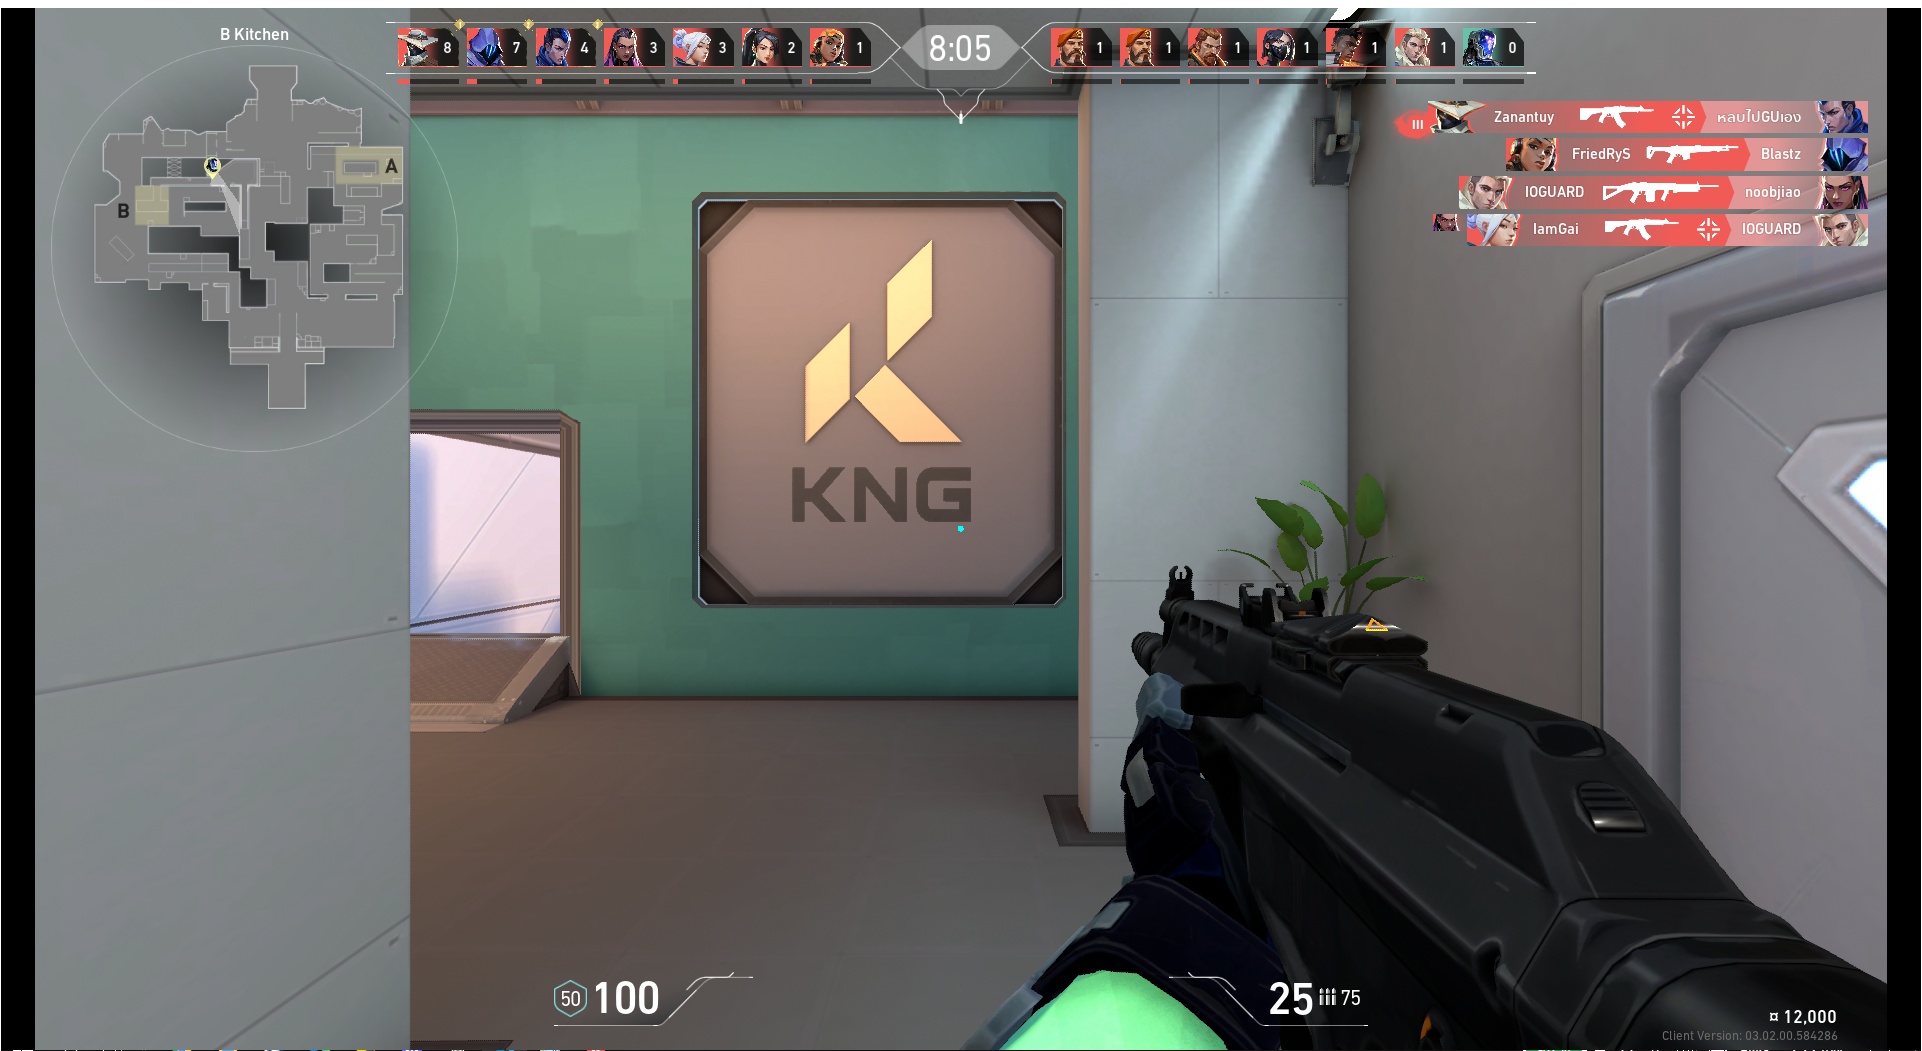 B Kitchen
8
7
4
3
3
2
1
8:05
1
1
1
1
1
1
0
A
B
III
Zanantuy
หลบไปGUเอง
FriedRyS
Blastz
IOGUARD
noobjiao
IamGai
IOGUARD
KNG
50
100
25
75
¤ 12,000
Client Version: 03.02.00.584286